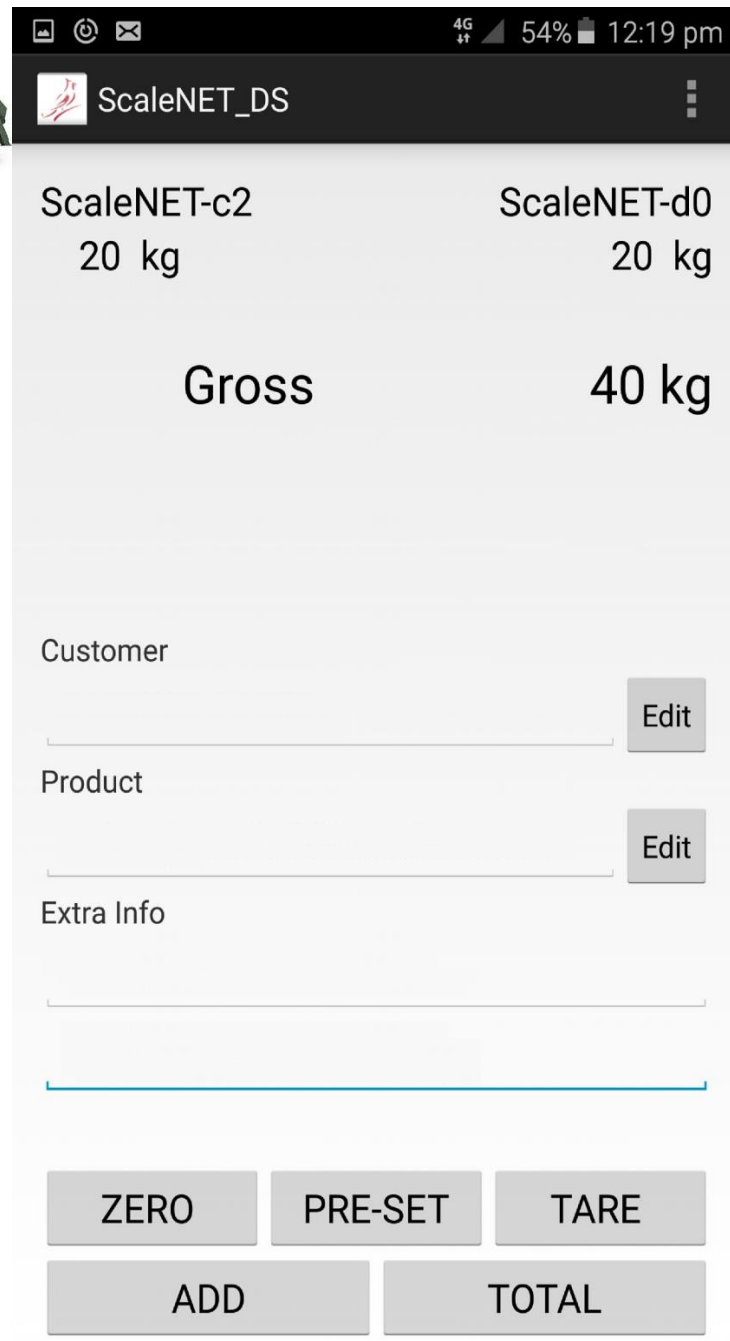 4G 54% 12:19 pm
ScaleNET_DS
ScaleNET-c2 ScaleNET-d0
20 kg 20 kg
Gross 40 kg
Customer
Edit
Product
Edit
Extra Info
ZERO PRE-SET TARE
ADD TOTAL